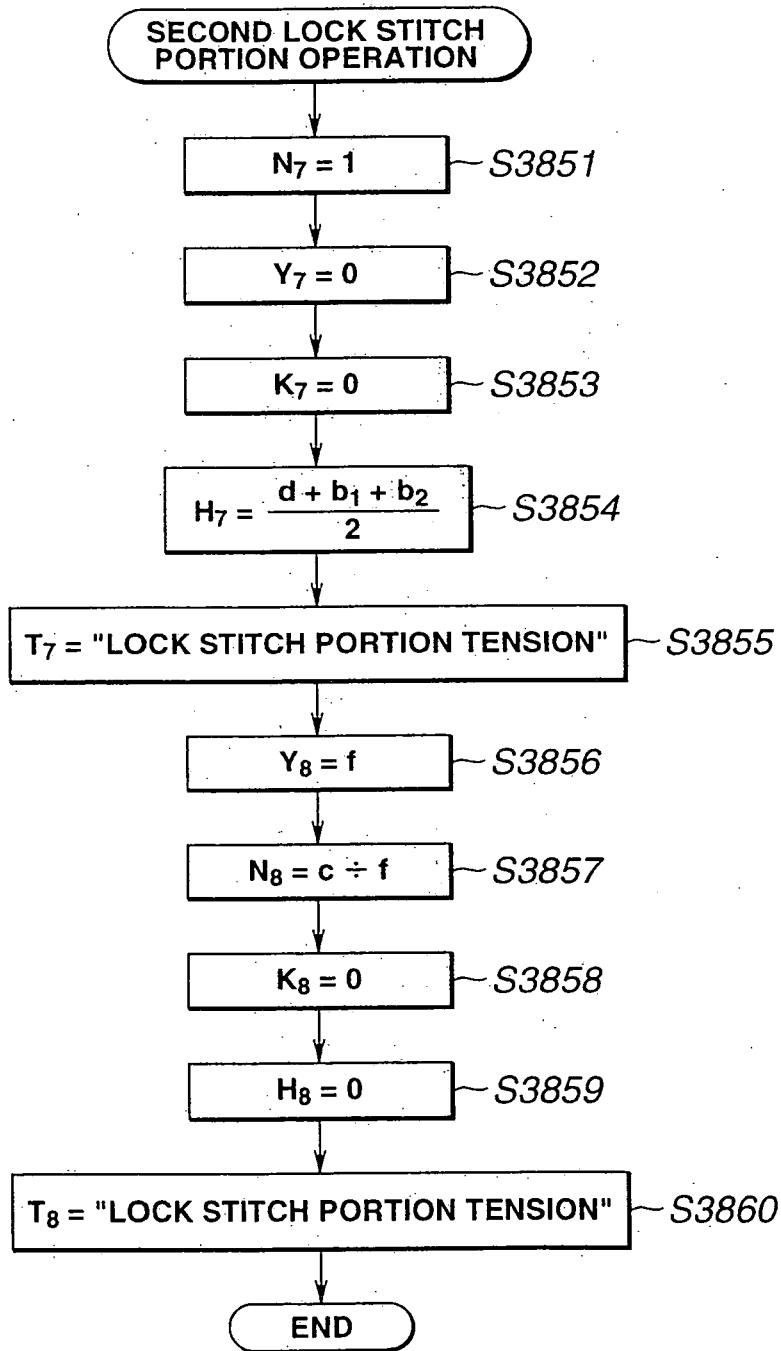 SECOND LOCK STITCH
PORTION OPERATION
N₇ = 1
S3851
Y₇ = 0
S3852
K₇ = 0
S3853
H₇ = (d + b₁ + b₂) / 2
S3854
T₇ = "LOCK STITCH PORTION TENSION"
S3855
Y₈ = f
S3856
N₈ = c ÷ f
S3857
K₈ = 0
S3858
H₈ = 0
S3859
T₈ = "LOCK STITCH PORTION TENSION"
S3860
END